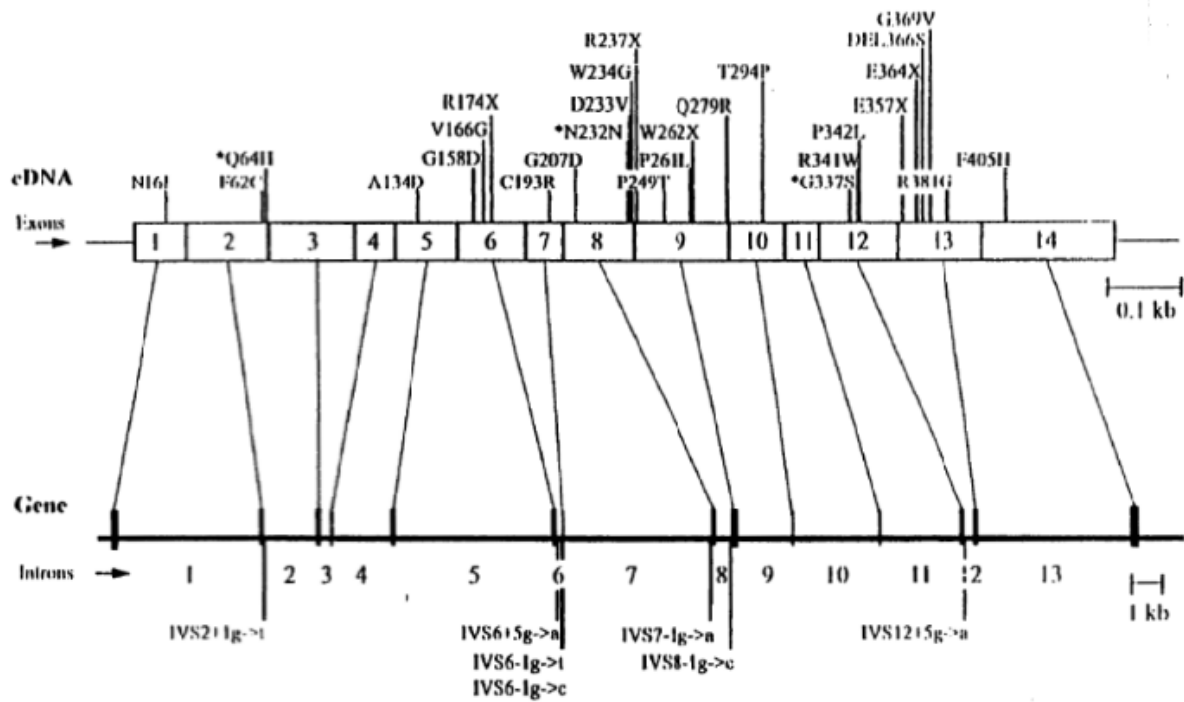 G369V
R237X DEL366S
W234G T294P E364X
R174X D233V Q279R E357X
V166G *N232N W262X P342L
*Q64H G158D G207D P261L R341W F405H
cDNA N16I F62C A134D C193R P249T *G337S R381G
Exons
1 2 3 4 5 6 7 8 9 10 11 12 13 14
0.1 kb
Gene
Introns 1 2 3 4 5 6 7 8 9 10 11 12 13
1 kb
IVS2+1g->t IVS6+5g->a IVS7-1g->a IVS12+5g->a
IVS6-1g->t IVS8-1g->c
IVS6-1g->c